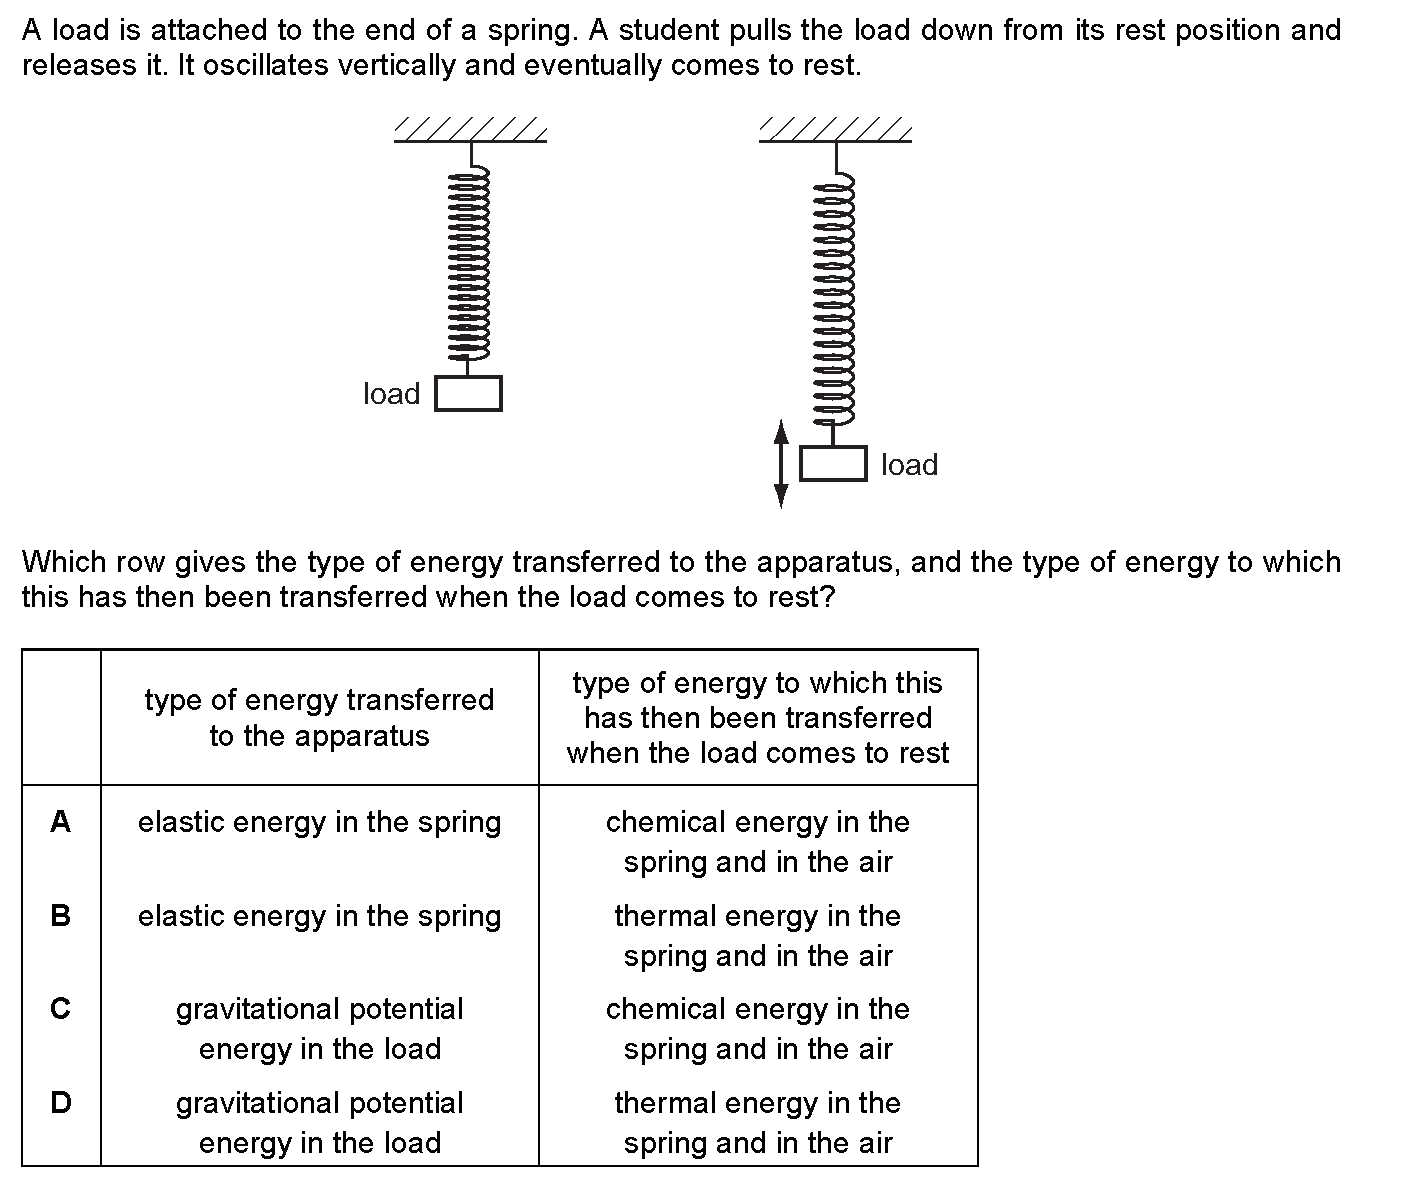 A load is attached to the end of a spring. A student pulls the load down from its rest position and
releases it. It oscillates vertically and eventually comes to rest.
load
load
Which row gives the type of energy transferred to the apparatus, and the type of energy to which
this has then been transferred when the load comes to rest?
type of energy transferred
to the apparatus
type of energy to which this
has then been transferred
when the load comes to rest
A
elastic energy in the spring
chemical energy in the
spring and in the air
B
elastic energy in the spring
thermal energy in the
spring and in the air
C
gravitational potential
energy in the load
chemical energy in the
spring and in the air
D
gravitational potential
energy in the load
thermal energy in the
spring and in the air